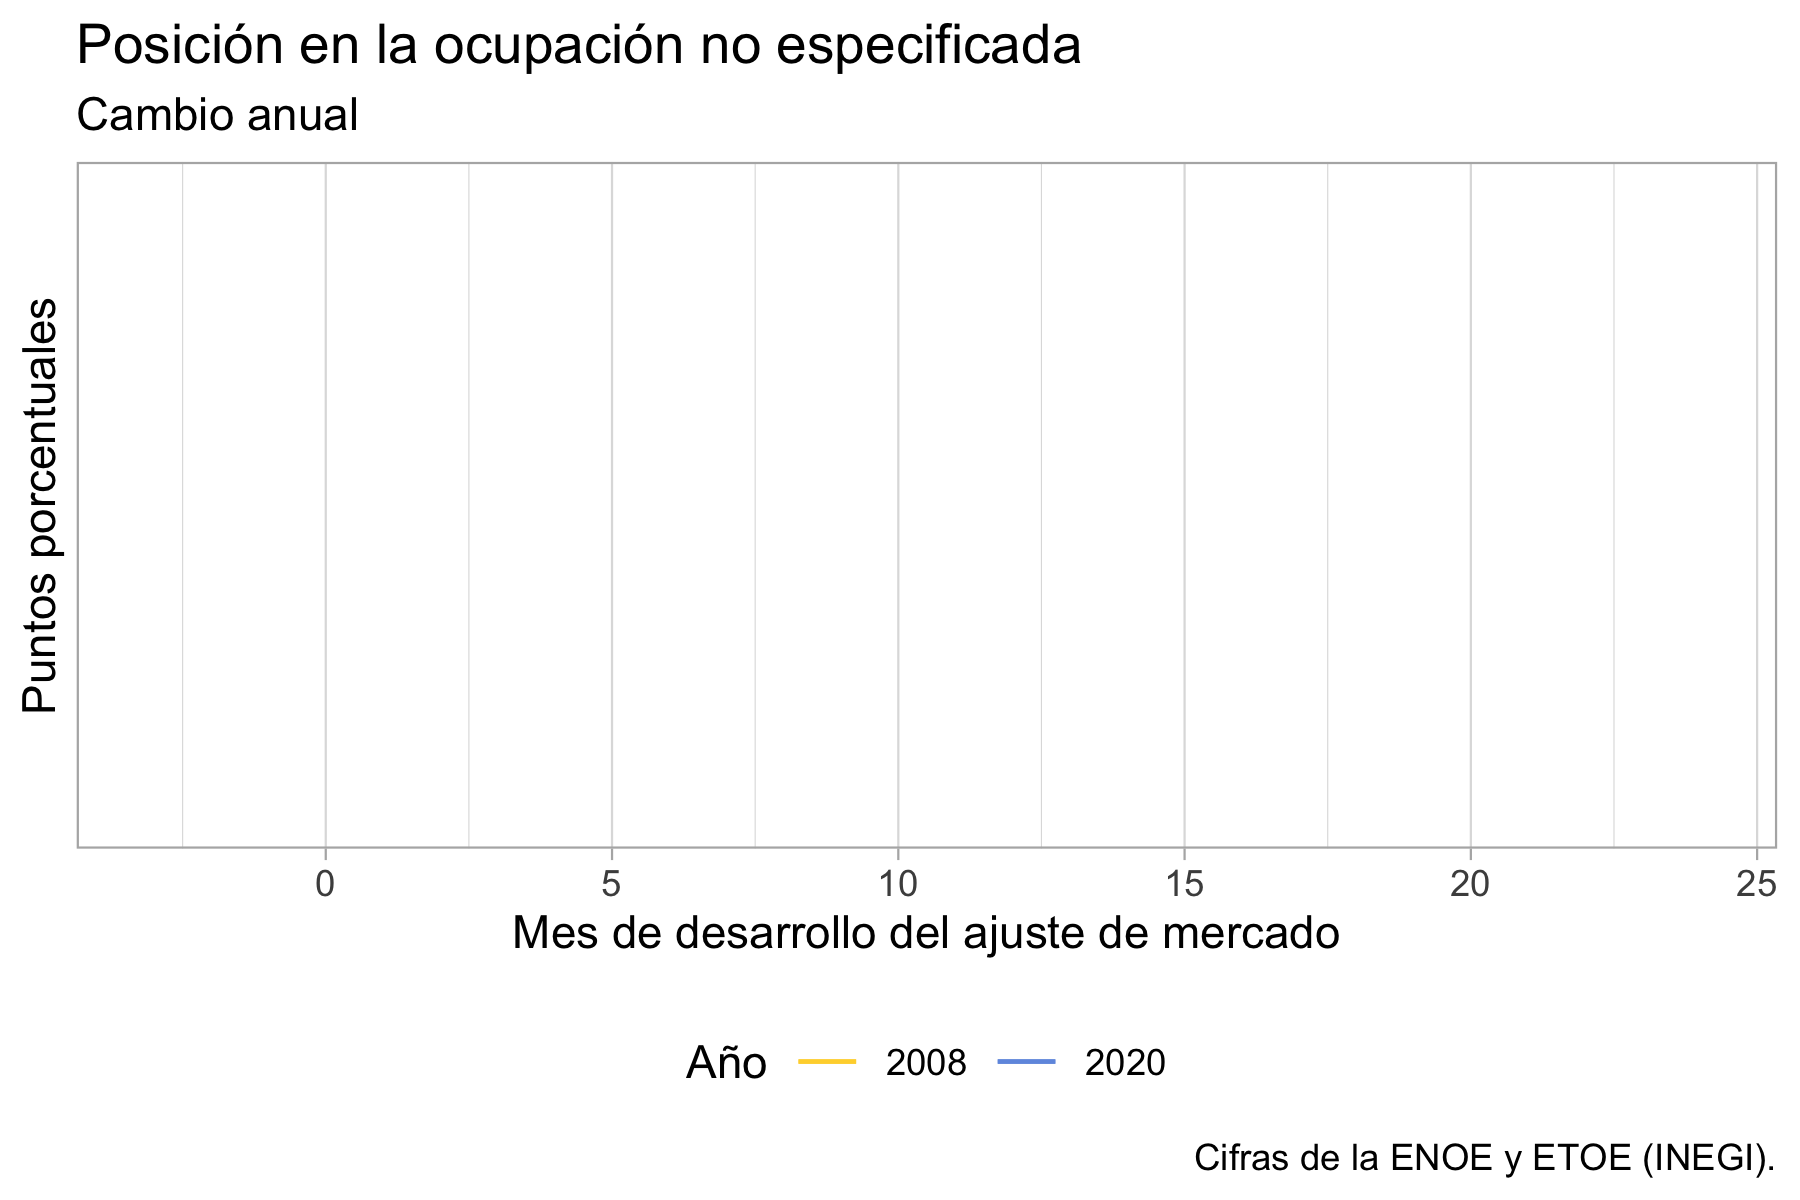 Posición en la ocupación no especificada
Cambio anual
Puntos porcentuales
0 5 10 15 20 25
Mes de desarrollo del ajuste de mercado
Año 2008 2020
Cifras de la ENOE y ETOE (INEGI).